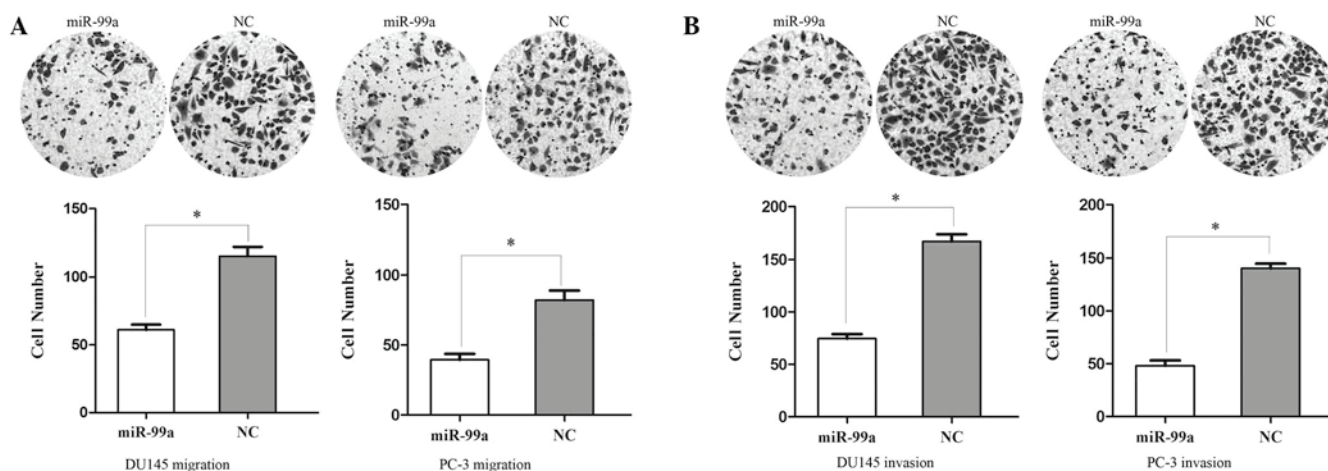 A
miR-99a NC miR-99a NC
150
100
50
0
Cell Number
*
miR-99a NC
DU145 migration
150
100
50
0
Cell Number
*
miR-99a NC
PC-3 migration
B
miR-99a NC miR-99a NC
200
150
100
50
0
Cell Number
*
miR-99a NC
DU145 invasion
200
150
100
50
0
Cell Number
*
miR-99a NC
PC-3 invasion